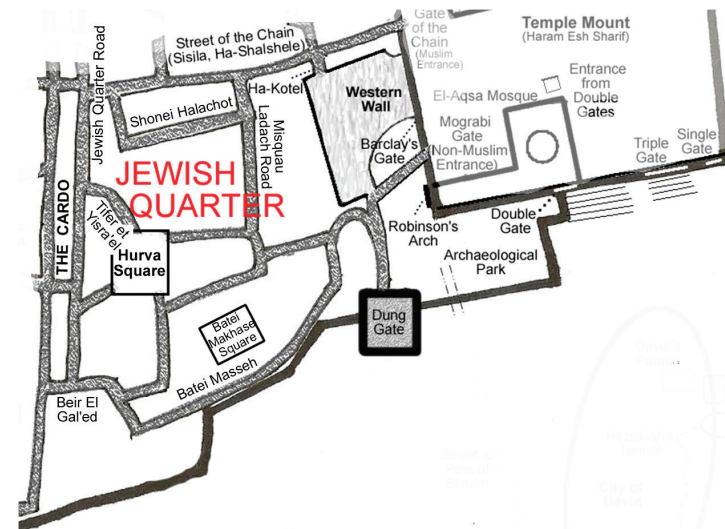 Gate
of the
Chain
(Muslim
Entrance)
Temple Mount
(Haram Esh Sharif)
Street of the Chain
(Sisila, Ha-Shalshele)
Jewish Quarter Road
Ha-Kotel
Western
Wall
El-Aqsa Mosque
Entrance
from
Double
Gates
Shonei Halachot
Misquau
Ladach Road
Barclay's
Gate
Mograbi
Gate
(Non-Muslim
Entrance)
Triple
Gate
Single
Gate
JEWISH
QUARTER
THE CARDO
Tifer et
Yisra'el
Hurva
Square
Robinson's
Arch
Double
Gate
Archaeological
Park
Dung
Gate
Batei
Makhase
Square
Batei Masseh
Beir El
Gal'ed
City of
David